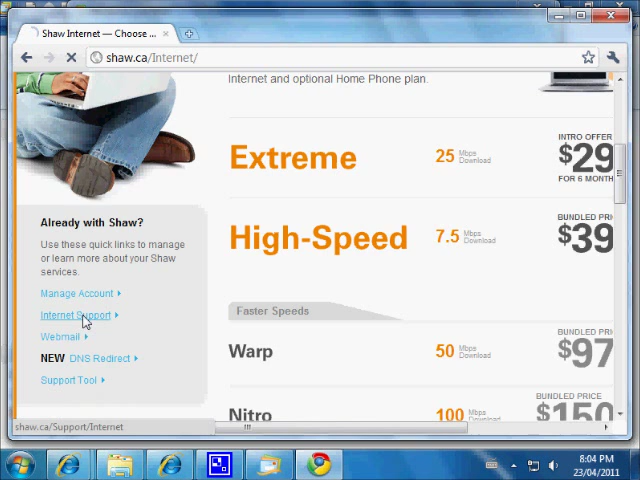 Shaw Internet — Choose ...
shaw.ca/Internet/
Internet and optional Home Phone plan.
Extreme
25 Mbps Download
INTRO OFFER
$29
FOR 6 MONTH
Already with Shaw?
Use these quick links to manage
or learn more about your Shaw
services.
Manage Account
Internet Support
Webmail
NEW DNS Redirect
Support Tool
High-Speed
7.5 Mbps Download
BUNDLED PRI
$39
Faster Speeds
Warp
50 Mbps Download
BUNDLED PRI
$97
Nitro
100 Mbps Download
BUNDLED PRICE
$150
shaw.ca/Support/Internet
8:04 PM
23/04/2011